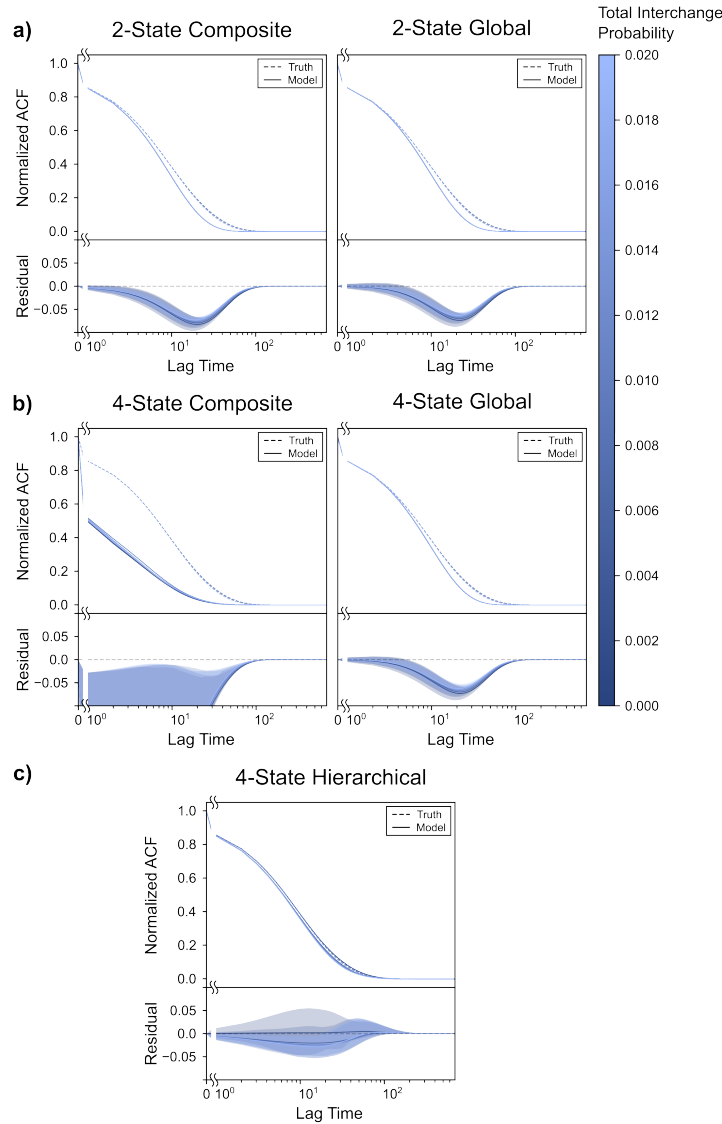 Total Interchange
Probability
a)
2-State Composite
2-State Global
Normalized ACF
1.0
0.8
0.6
0.4
0.2
0.0
Truth
Model
Truth
Model
Residual
0.05
0.00
−0.05
0 10⁰ 10¹ 10²
0 10⁰ 10¹ 10²
Lag Time
Lag Time
0.020
0.018
0.016
0.014
0.012
0.010
0.008
0.006
0.004
0.002
0.000
b)
4-State Composite
4-State Global
Normalized ACF
1.0
0.8
0.6
0.4
0.2
0.0
Truth
Model
Truth
Model
Residual
0.05
0.0
−0.05
0 10⁰ 10¹ 10²
0 10⁰ 10¹ 10²
Lag Time
Lag Time
c)
4-State Hierarchical
Normalized ACF
1.0
0.8
0.6
0.4
0.2
0.0
Truth
Model
Residual
0.05
0.0
−0.05
0 10⁰ 10¹ 10²
Lag Time